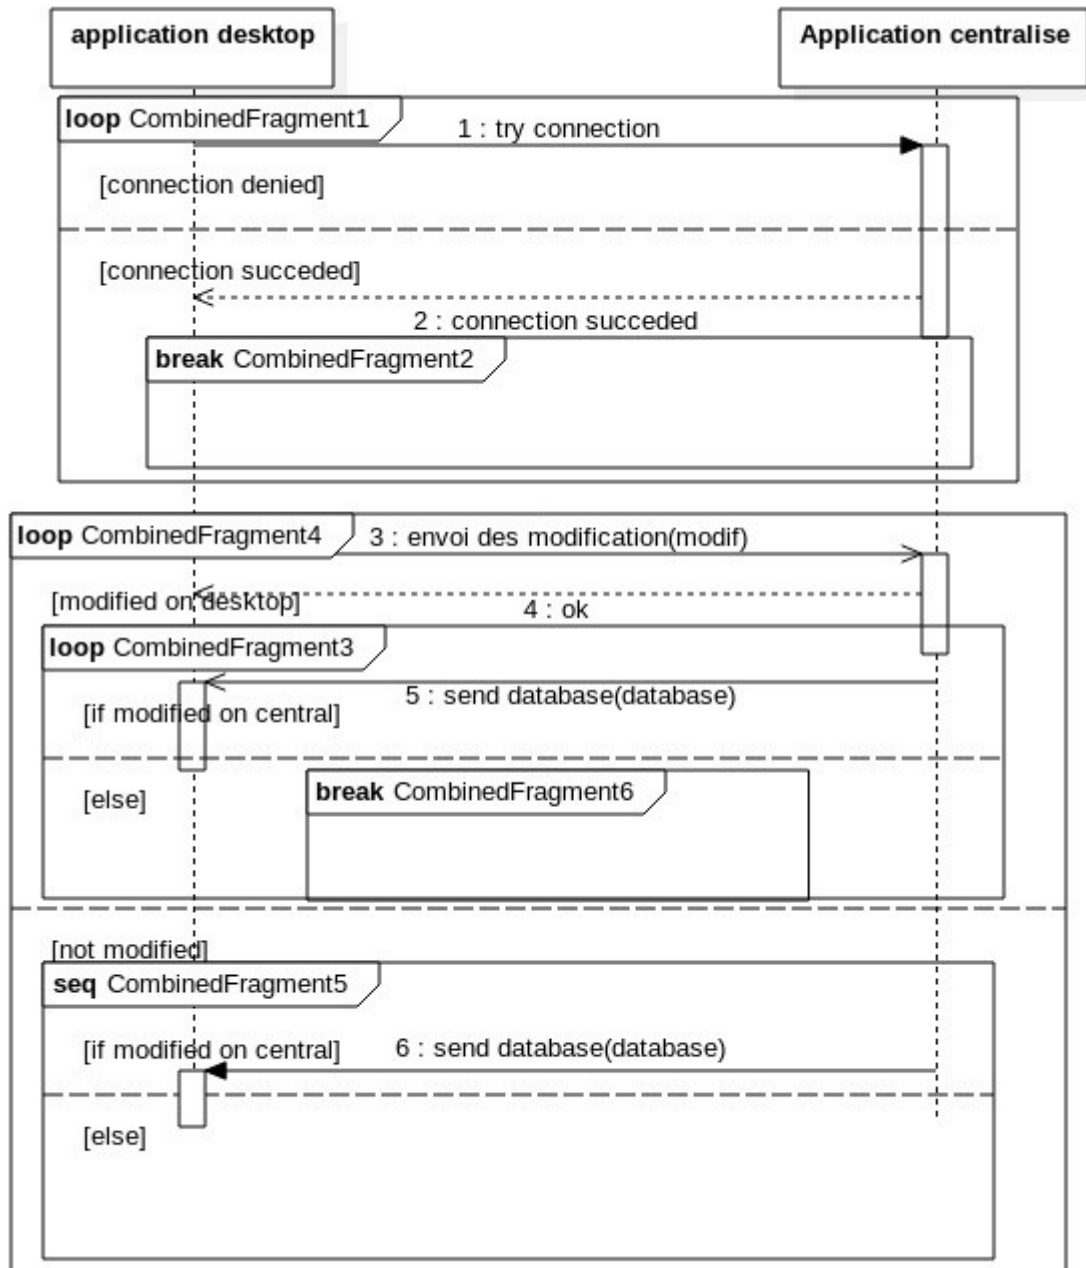 application desktop
Application centralise
loop CombinedFragment1
1 : try connection
[connection denied]
[connection succeded]
2 : connection succeded
break CombinedFragment2
loop CombinedFragment4
3 : envoi des modification(modif)
[modified on desktop]
4 : ok
loop CombinedFragment3
5 : send database(database)
[if modified on central]
[else]
break CombinedFragment6
[not modified]
seq CombinedFragment5
[if modified on central]
6 : send database(database)
[else]